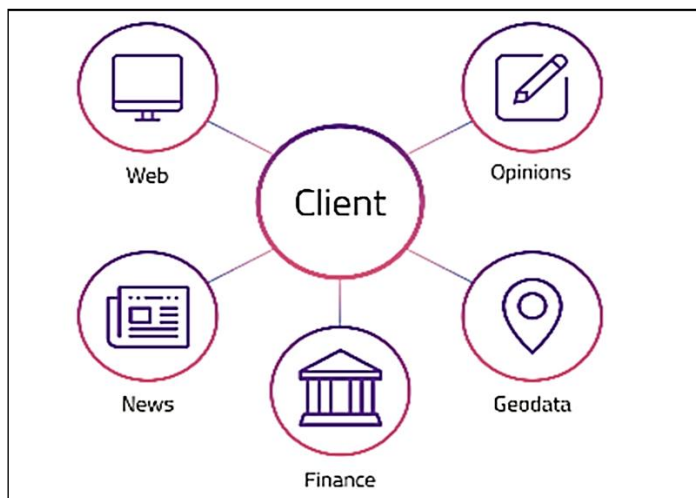 Web
Opinions
Client
News
Geodata
Finance